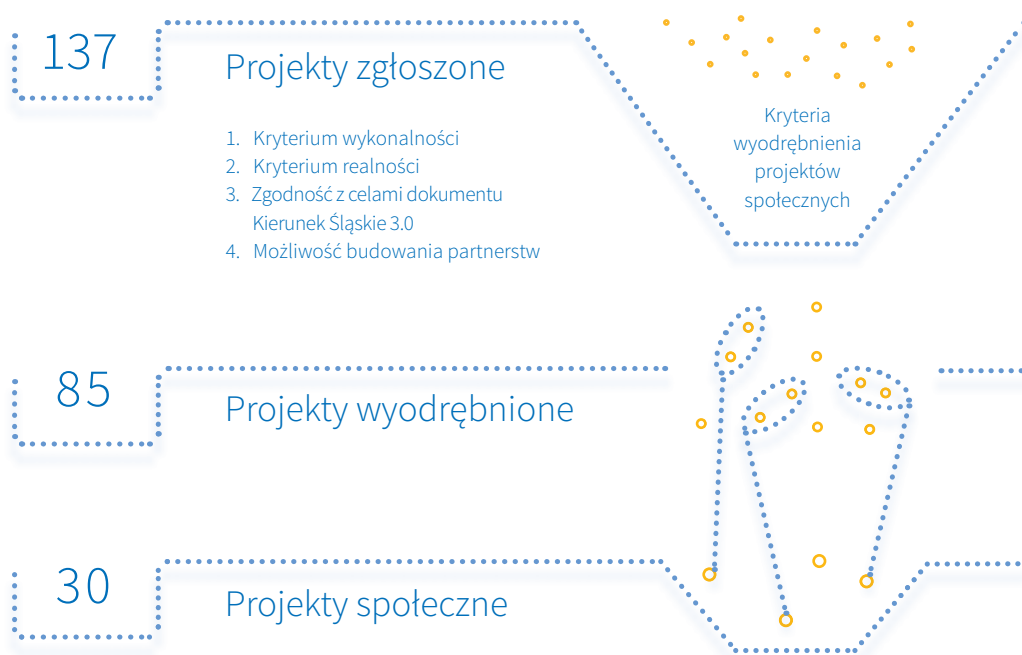 137
Projekty zgłoszone
1. Kryterium wykonalności
2. Kryterium realności
3. Zgodność z celami dokumentu
Kierunek Śląskie 3.0
4. Możliwość budowania partnerstw
Kryteria
wyodrębnienia
projektów
społecznych
85
Projekty wyodrębnione
30
Projekty społeczne